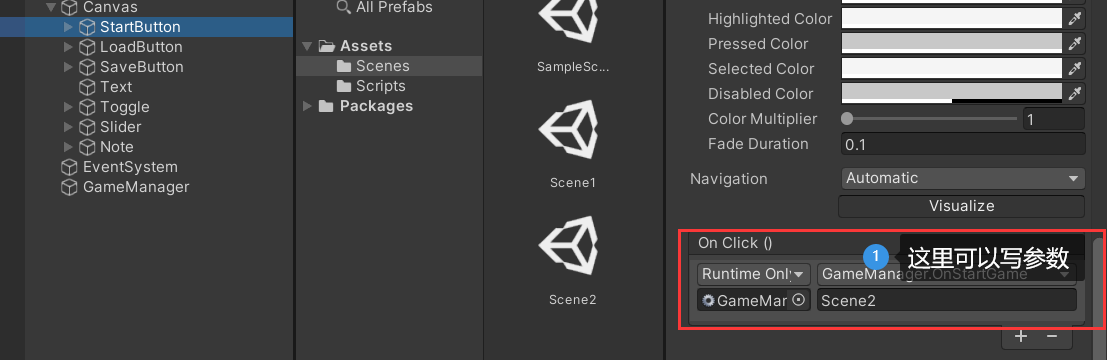 Canvas
StartButton
LoadButton
SaveButton
Text
Toggle
Slider
Note
EventSystem
GameManager
All Prefabs
Assets
Scenes
Scripts
Packages
SampleSc...
Scene1
Scene2
Highlighted Color
Pressed Color
Selected Color
Disabled Color
Color Multiplier 1
Fade Duration 0.1
Navigation Automatic
Visualize
On Click ()
1 这里可以写参数
Runtime Only GameManager.OnStartGame
GameMar Scene2
+ −